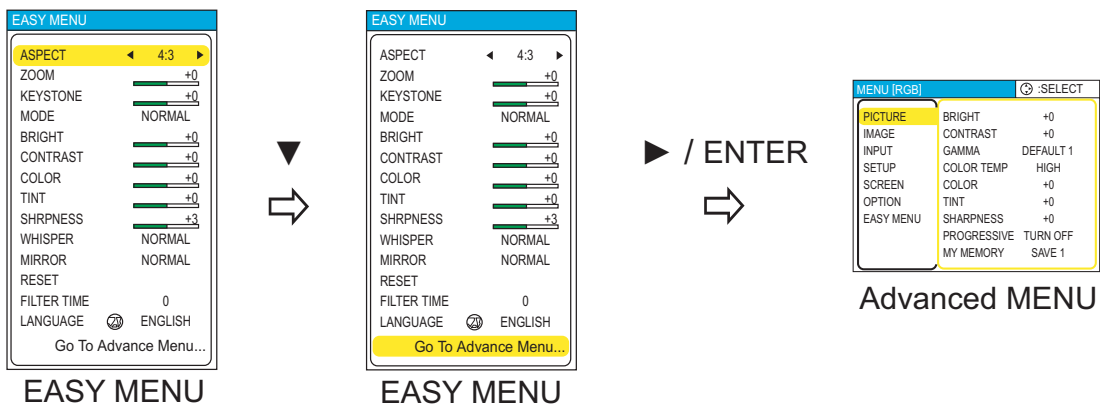 EASY MENU
ASPECT ◀ 4:3 ▶
ZOOM +0
KEYSTONE +0
MODE NORMAL
BRIGHT +0
CONTRAST +0
COLOR +0
TINT +0
SHRPNESS +3
WHISPER NORMAL
MIRROR NORMAL
RESET
FILTER TIME 0
LANGUAGE ENGLISH
Go To Advance Menu...
EASY MENU
▼
EASY MENU
ASPECT ◀ 4:3 ▶
ZOOM +0
KEYSTONE +0
MODE NORMAL
BRIGHT +0
CONTRAST +0
COLOR +0
TINT +0
SHRPNESS +3
WHISPER NORMAL
MIRROR NORMAL
RESET
FILTER TIME 0
LANGUAGE ENGLISH
Go To Advance Menu...
EASY MENU
▶ / ENTER
MENU [RGB] :SELECT
PICTURE BRIGHT +0
IMAGE CONTRAST +0
INPUT GAMMA DEFAULT 1
SETUP COLOR TEMP HIGH
SCREEN COLOR +0
OPTION TINT +0
EASY MENU SHARPNESS +0
PROGRESSIVE TURN OFF
MY MEMORY SAVE 1
Advanced MENU